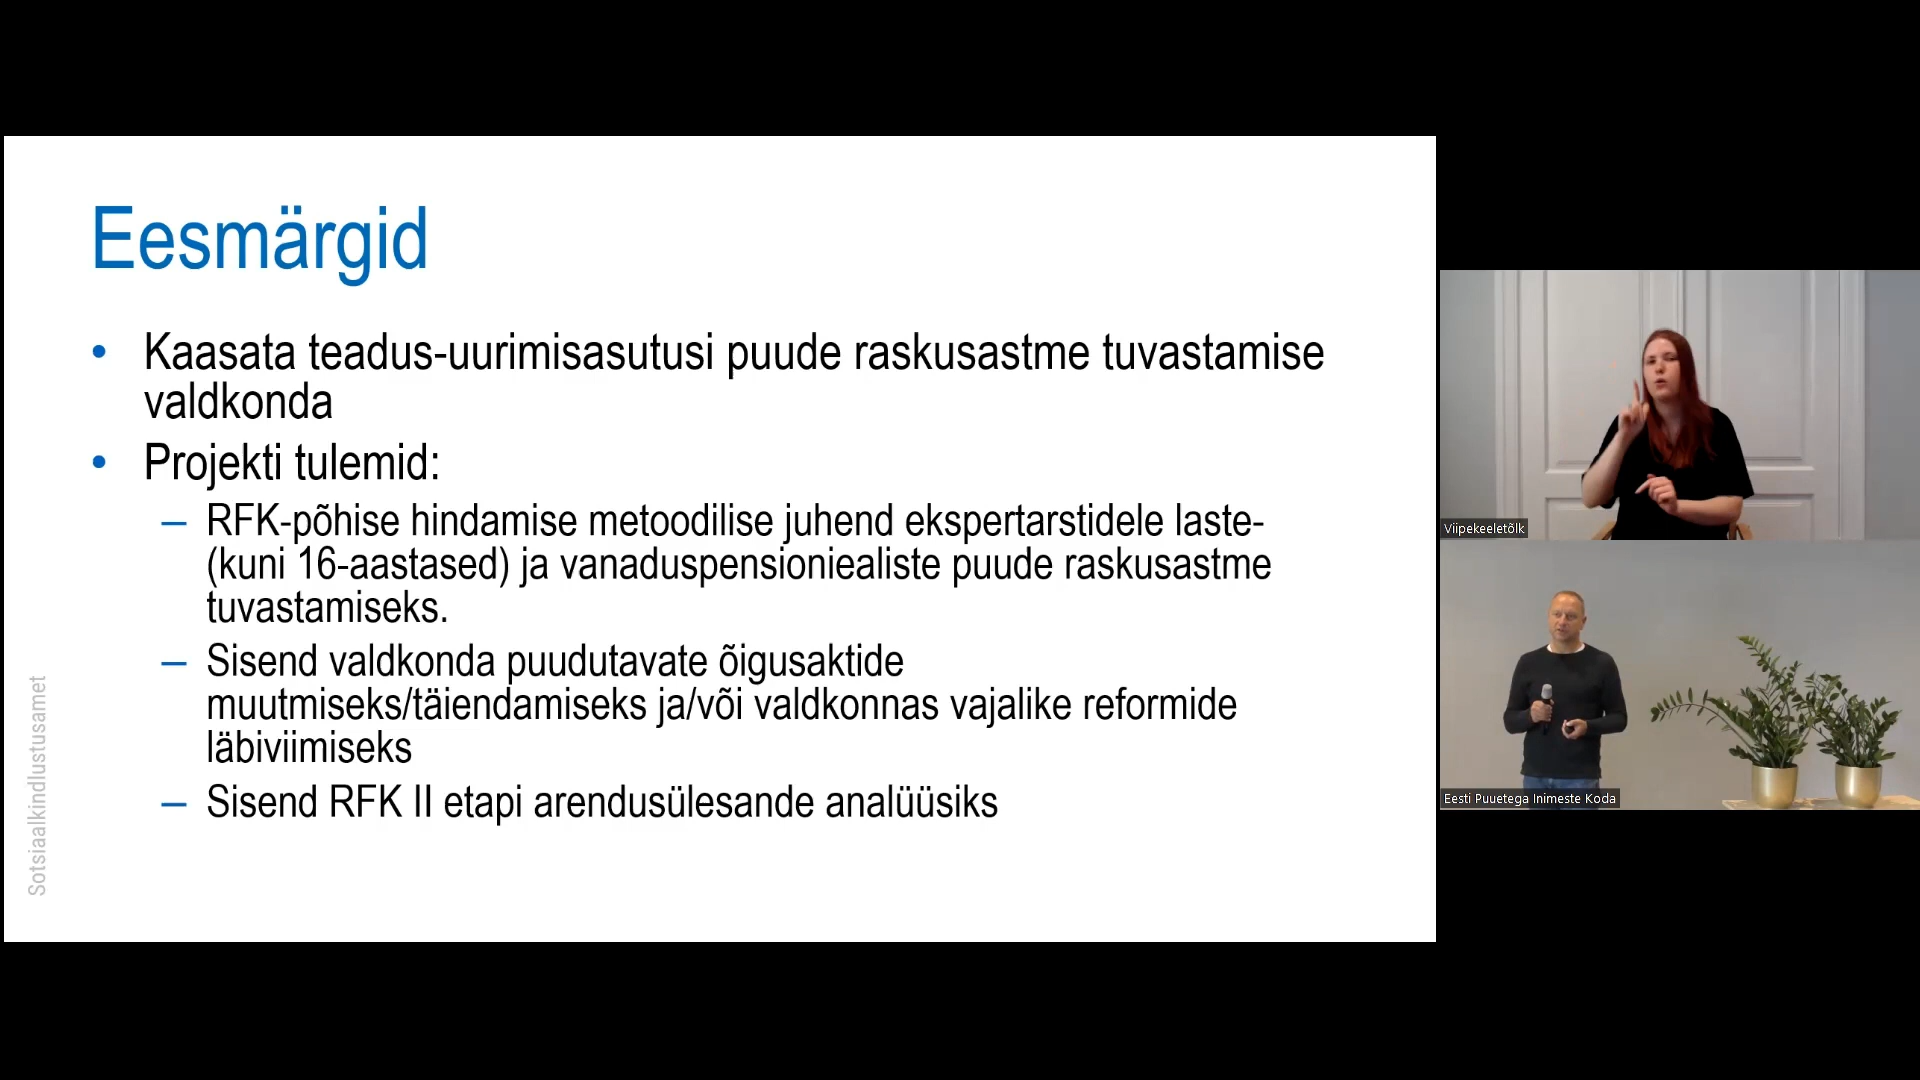 Eesmärgid
• Kaasata teadus-uurimisasutusi puude raskusastme tuvastamise
valdkonda
• Projekti tulemid:
– RFK-põhise hindamise metoodilise juhend ekspertarstidele laste-
(kuni 16-aastased) ja vanaduspensioniealiste puude raskusastme
tuvastamiseks.
– Sisend valdkonda puudutavate õigusaktide
muutmiseks/täiendamiseks ja/või valdkonnas vajalike reformide
läbiviimiseks
– Sisend RFK II etapi arendusülesande analüüsiks
Sotsiaalkindlustusamet
Viipekeeletõlk
Eesti Puuetega Inimeste Koda